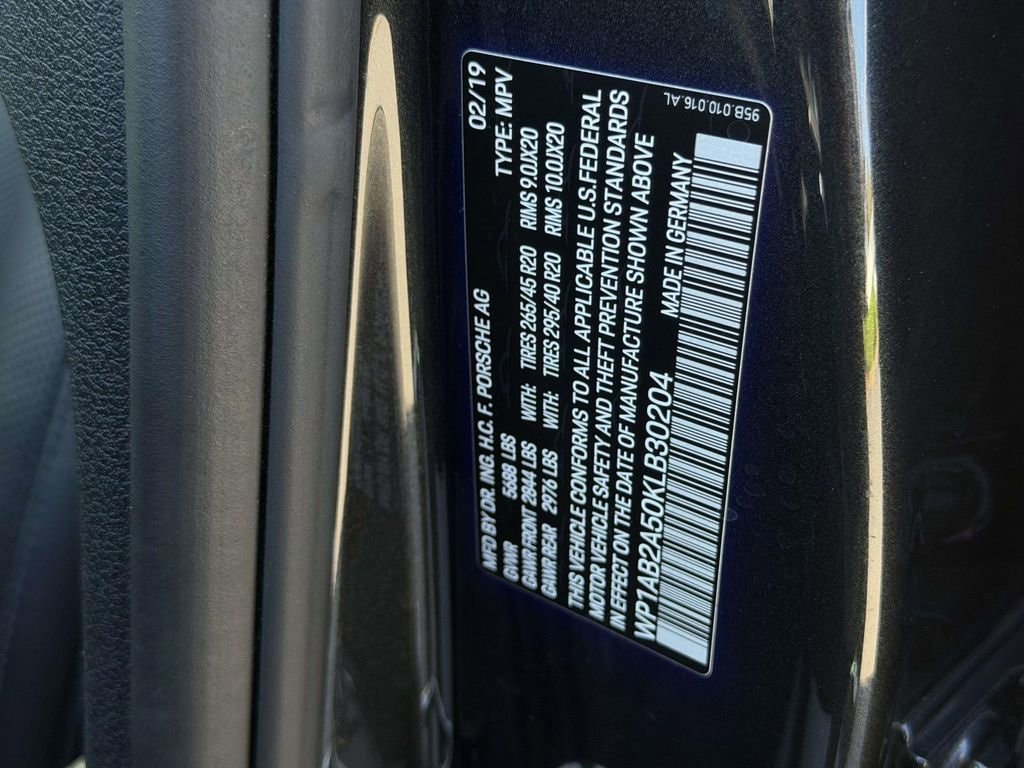 MFD BY DR. ING. H.C. F. PORSCHE AG 02/19
GVWR 5688 LBS TYPE: MPV
GAWR FRONT 2844 LBS WITH: TIRES 265/45 R20 RIMS 9.0JX20
GAWR REAR 2976 LBS WITH: TIRES 295/40 R20 RIMS 10.0JX20
THIS VEHICLE CONFORMS TO ALL APPLICABLE U.S. FEDERAL
MOTOR VEHICLE SAFETY AND THEFT PREVENTION STANDARDS
IN EFFECT ON THE DATE OF MANUFACTURE SHOWN ABOVE
WP1AB2A50KLB30204 MADE IN GERMANY
95B.010.016.AL